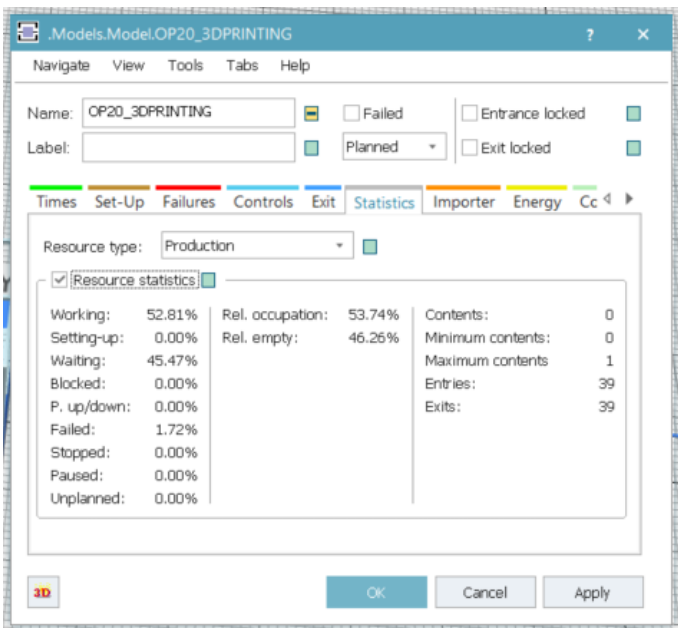 .Models.Model.OP20_3DPRINTING ? ×
Navigate View Tools Tabs Help
Name: OP20_3DPRINTING Failed Entrance locked
Label: Planned Exit locked
Times Set-Up Failures Controls Exit Statistics Importer Energy Cc
Resource type: Production
Resource statistics
Working: 52.81% Rel. occupation: 53.74% Contents: 0
Setting-up: 0.00% Rel. empty: 46.26% Minimum contents: 0
Waiting: 45.47% Maximum contents 1
Blocked: 0.00% Entries: 39
P. up/down: 0.00% Exits: 39
Failed: 1.72%
Stopped: 0.00%
Paused: 0.00%
Unplanned: 0.00%
3D OK Cancel Apply